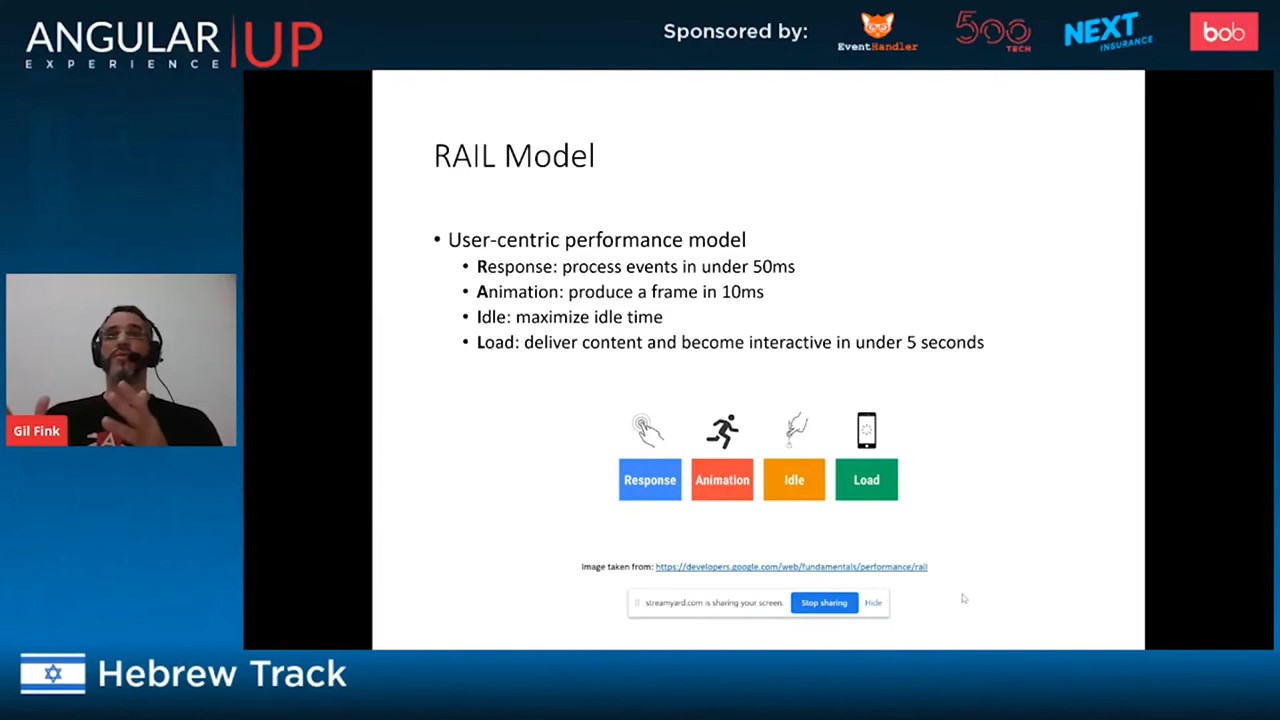 ANGULAR UP
EXPERIENCE
Sponsored by:
EventHandler
500
TECH
NEXT
INSURANCE
bob
RAIL Model
• User-centric performance model
• Response: process events in under 50ms
• Animation: produce a frame in 10ms
• Idle: maximize idle time
• Load: deliver content and become interactive in under 5 seconds
Response Animation Idle Load
Image taken from: https://developers.google.com/web/fundamentals/performance/rail
streamyard.com is sharing your screen. Stop sharing Hide
Gil Fink
Hebrew Track